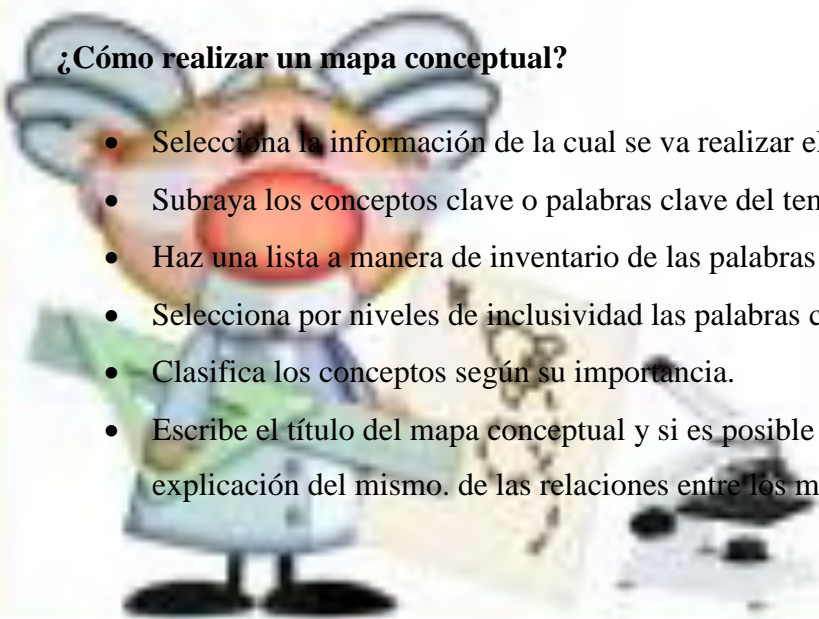 ¿Cómo realizar un mapa conceptual?
• Selecciona la información de la cual se va realizar el
• Subraya los conceptos clave o palabras clave del
• Haz una lista a manera de inventario de las palabras
• Selecciona por niveles de inclusividad las palabras
• Clasifica los conceptos según su importancia.
• Escribe el título del mapa conceptual y si es posible
explicación del mismo. de las relaciones entre los